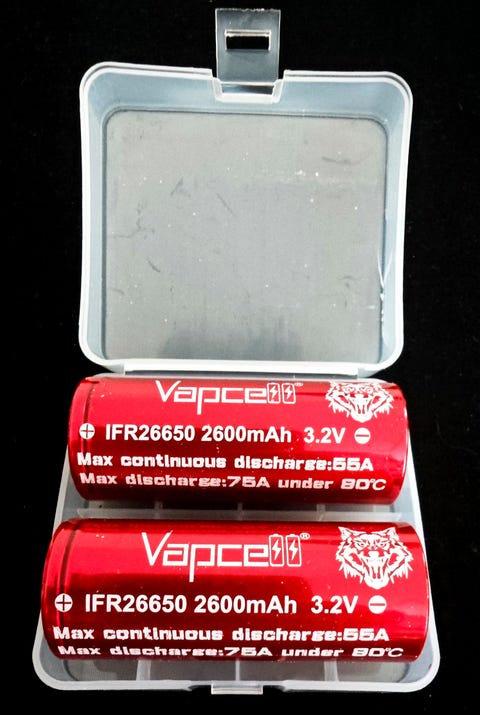 Vapcell®
⊕ IFR26650 2600mAh 3.2V ⊖
Max continuous discharge:55A
Max discharge:75A under 80℃
Vapcell®
⊕ IFR26650 2600mAh 3.2V ⊖
Max continuous discharge:55A
Max discharge:75A under 80℃